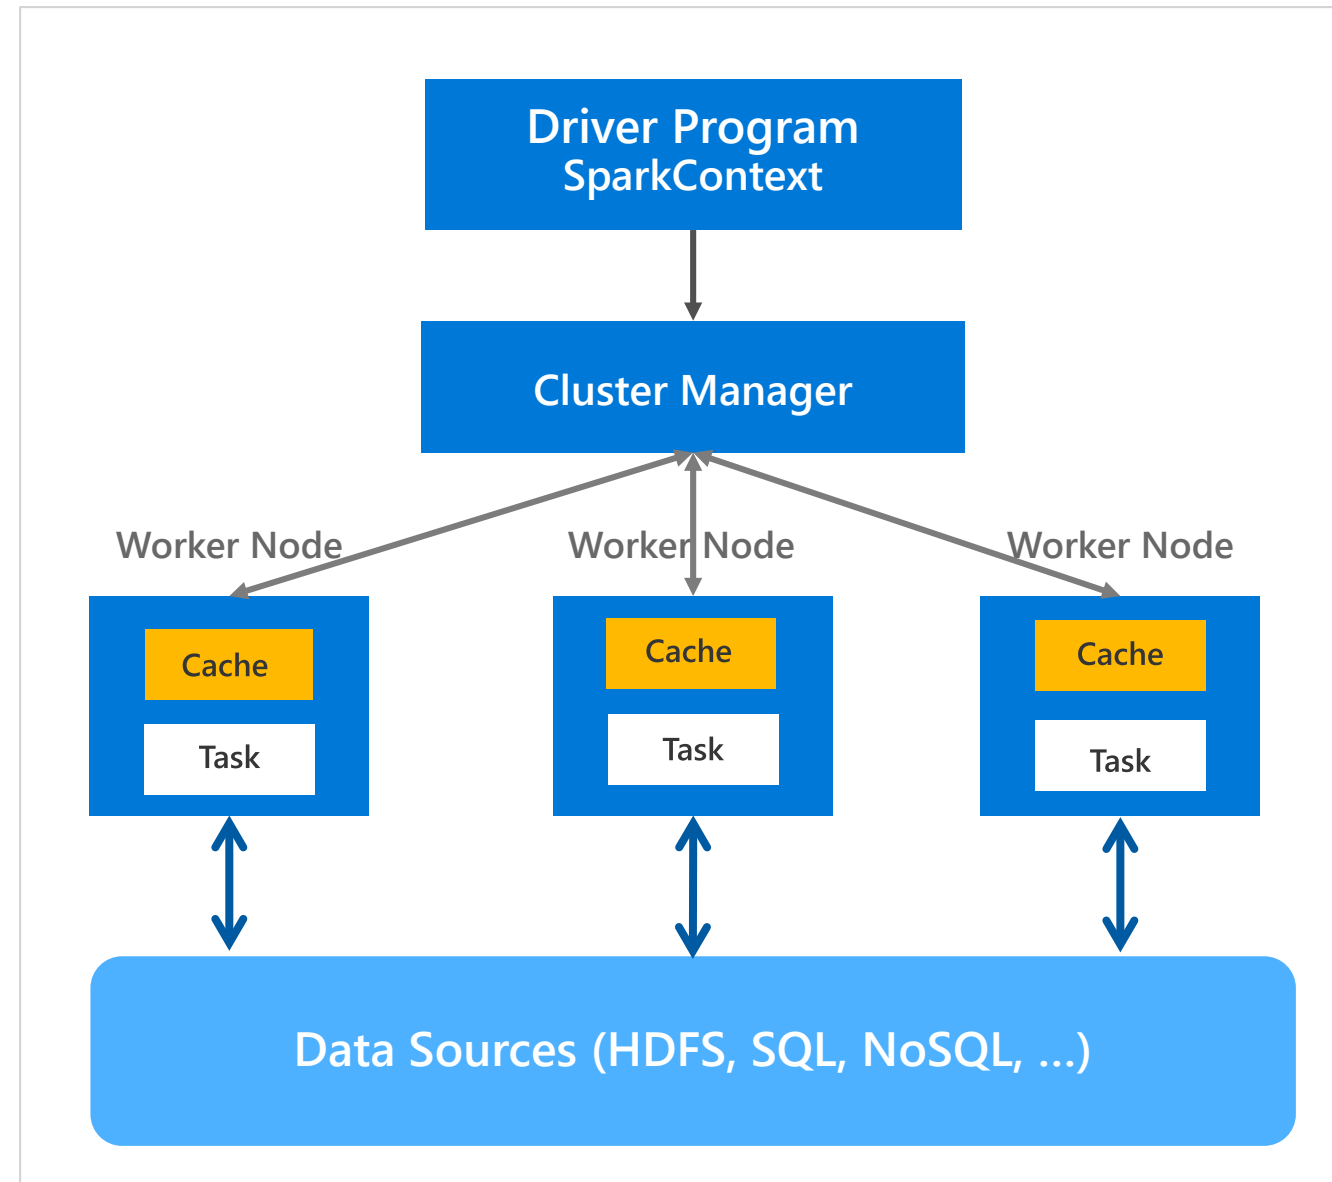 Driver Program
SparkContext
Cluster Manager
Worker Node
Worker Node
Worker Node
Cache
Cache
Cache
Task
Task
Task
Data Sources (HDFS, SQL, NoSQL, ...)